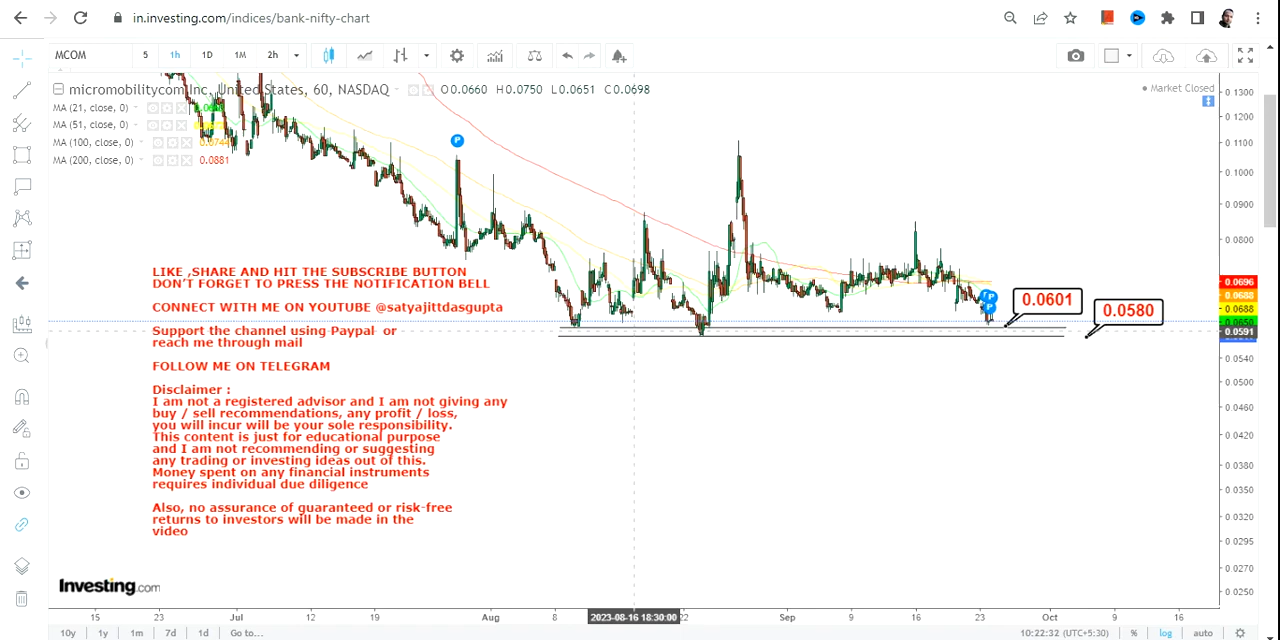 in.investing.com/indices/bank-nifty-chart
MCOM 5 1h 1D 1M 2h
micromobilitycom Inc, United States, 60, NASDAQ O0.0660 H0.0750 L0.0651 C0.0698
Market Closed
MA (21, close, 0)
MA (51, close, 0)
MA (100, close, 0)
MA (200, close, 0) 0.0881
0.1300
0.1200
0.1100
0.1000
0.0900
0.0800
0.0696
0.0688
0.0688
0.0650
0.0591
0.0540
0.0500
0.0460
0.0420
0.0380
0.0350
0.0320
0.0295
0.0270
0.0250
P
P
P
0.0601
0.0580
LIKE ,SHARE AND HIT THE SUBSCRIBE BUTTON
DON'T FORGET TO PRESS THE NOTIFICATION BELL
CONNECT WITH ME ON YOUTUBE @satyajittdasgupta
Support the channel using Paypal or
reach me through mail
FOLLOW ME ON TELEGRAM
Disclaimer :
I am not a registered advisor and I am not giving any
buy / sell recommendations, any profit / loss,
you will incur will be your sole responsibility.
This content is just for educational purpose
and I am not recommending or suggesting
any trading or investing ideas out of this.
Money spent on any financial instruments
requires individual due diligence
Also, no assurance of guaranteed or risk-free
returns to investors will be made in the
video
Investing.com
15 23 Jul 12 19 Aug 8 2023-08-16 18:30:00 22 Sep 9 16 23 Oct 9 16
10y 1y 1m 7d 1d Go to... 10:22:32 (UTC+5:30) % log auto